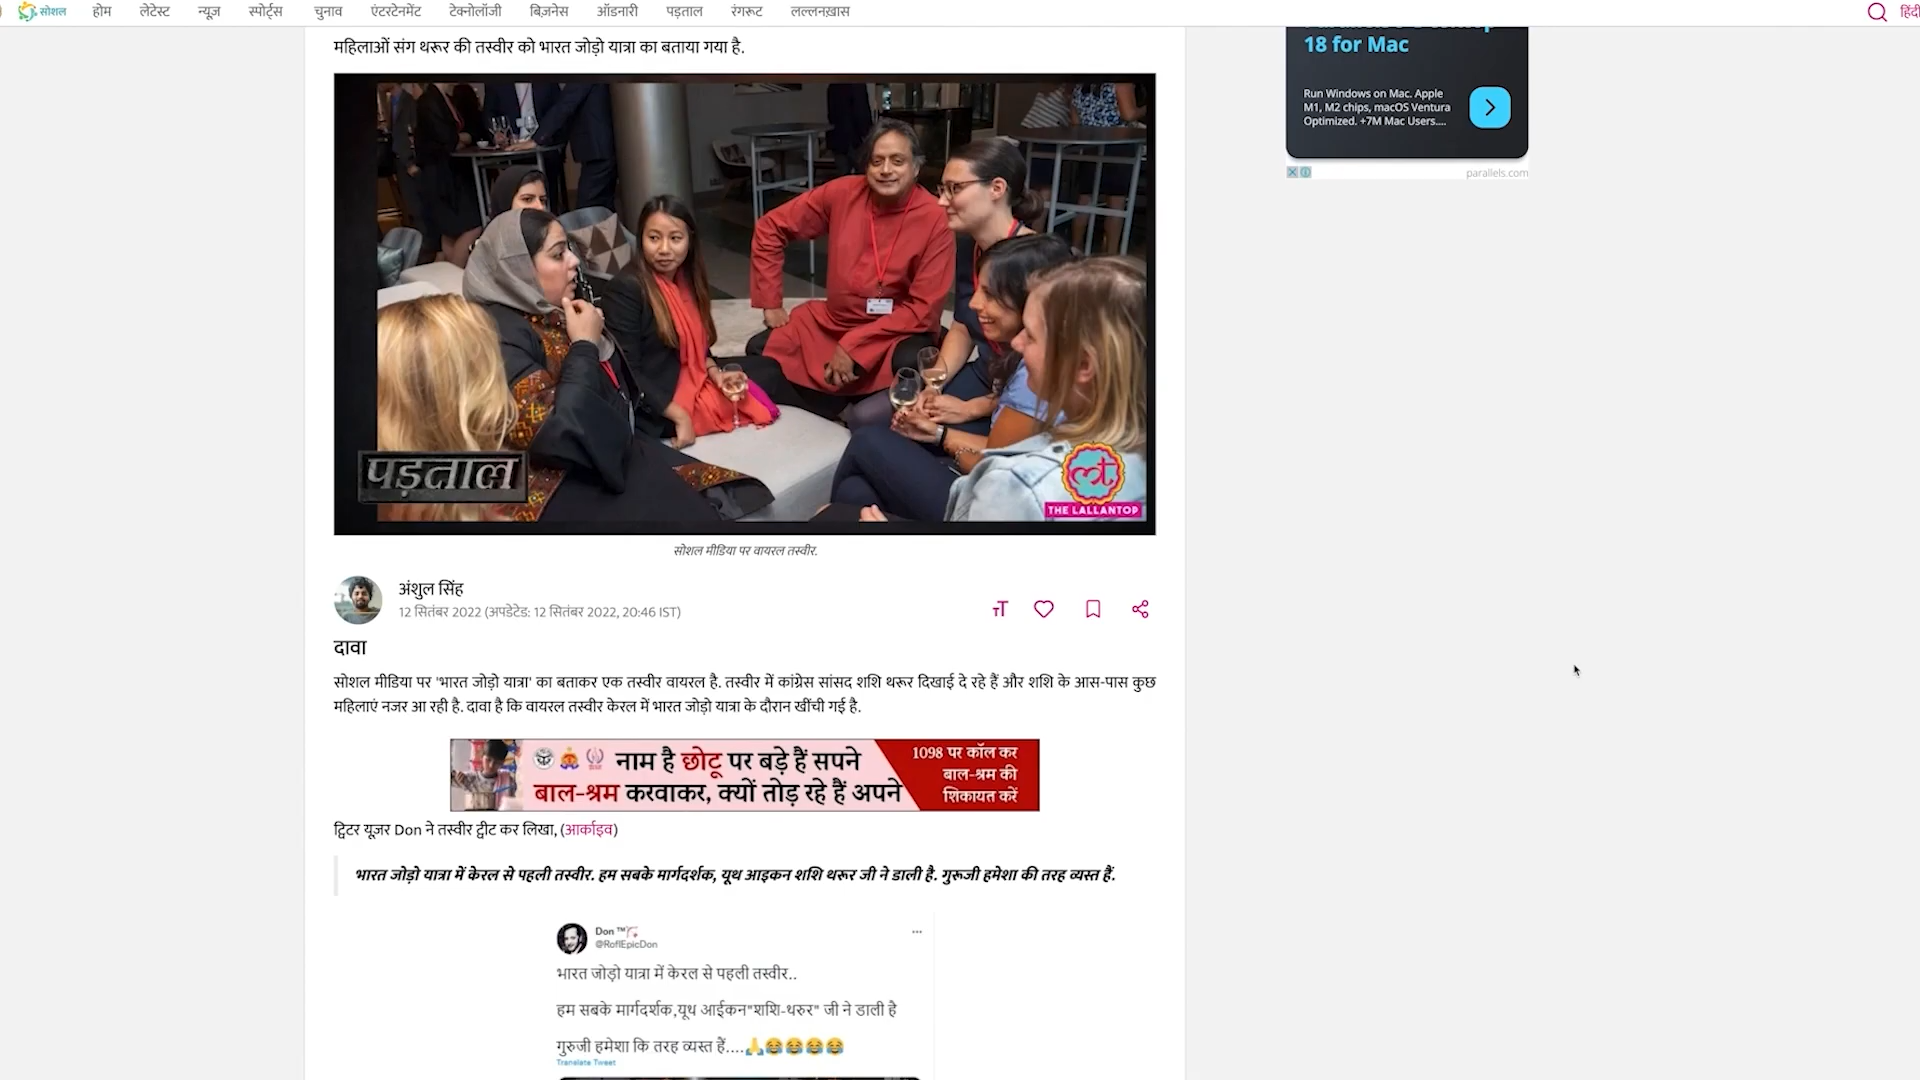 सोशल
होम
लेटेस्ट
न्यूज़
स्पोर्ट्स
चुनाव
एंटरटेनमेंट
टेक्नोलॉजी
बिज़नेस
ऑडनारी
पड़ताल
रंगरूट
लल्लनख़ास
महिलाओं संग थरूर की तस्वीर को भारत जोड़ो यात्रा का बताया गया है.
18 for Mac
Run Windows on Mac. Apple
M1, M2 chips, macOS Ventura
Optimized. +7M Mac Users....
parallels.com
पड़ताल
THE LALLANTOP
सोशल मीडिया पर वायरल तस्वीर.
अंशुल सिंह
12 सितंबर 2022 (अपडेटेड: 12 सितंबर 2022, 20:46 IST)
दावा
सोशल मीडिया पर 'भारत जोड़ो यात्रा' का बताकर एक तस्वीर वायरल है. तस्वीर में कांग्रेस सांसद शशि थरूर दिखाई दे रहे हैं और शशि के आस-पास कुछ
महिलाएं नजर आ रही है. दावा है कि वायरल तस्वीर केरल में भारत जोड़ो यात्रा के दौरान खींची गई है.
नाम है छोटू पर बड़े हैं सपने
बाल-श्रम करवाकर, क्यों तोड़ रहे हैं अपने
1098 पर कॉल कर
बाल-श्रम की
शिकायत करें
ट्विटर यूज़र Don ने तस्वीर ट्वीट कर लिखा, (आर्काइव)
भारत जोड़ो यात्रा में केरल से पहली तस्वीर. हम सबके मार्गदर्शक, यूथ आइकन शशि थरूर जी ने डाली है. गुरूजी हमेशा की तरह व्यस्त हैं.
Don ™
@RoflEpicDon
भारत जोड़ो यात्रा में केरल से पहली तस्वीर..
हम सबके मार्गदर्शक,यूथ आईकन"शशि-थरुर" जी ने डाली है
गुरुजी हमेशा कि तरह व्यस्त हैं....🙏😂😂😂😂
Translate Tweet